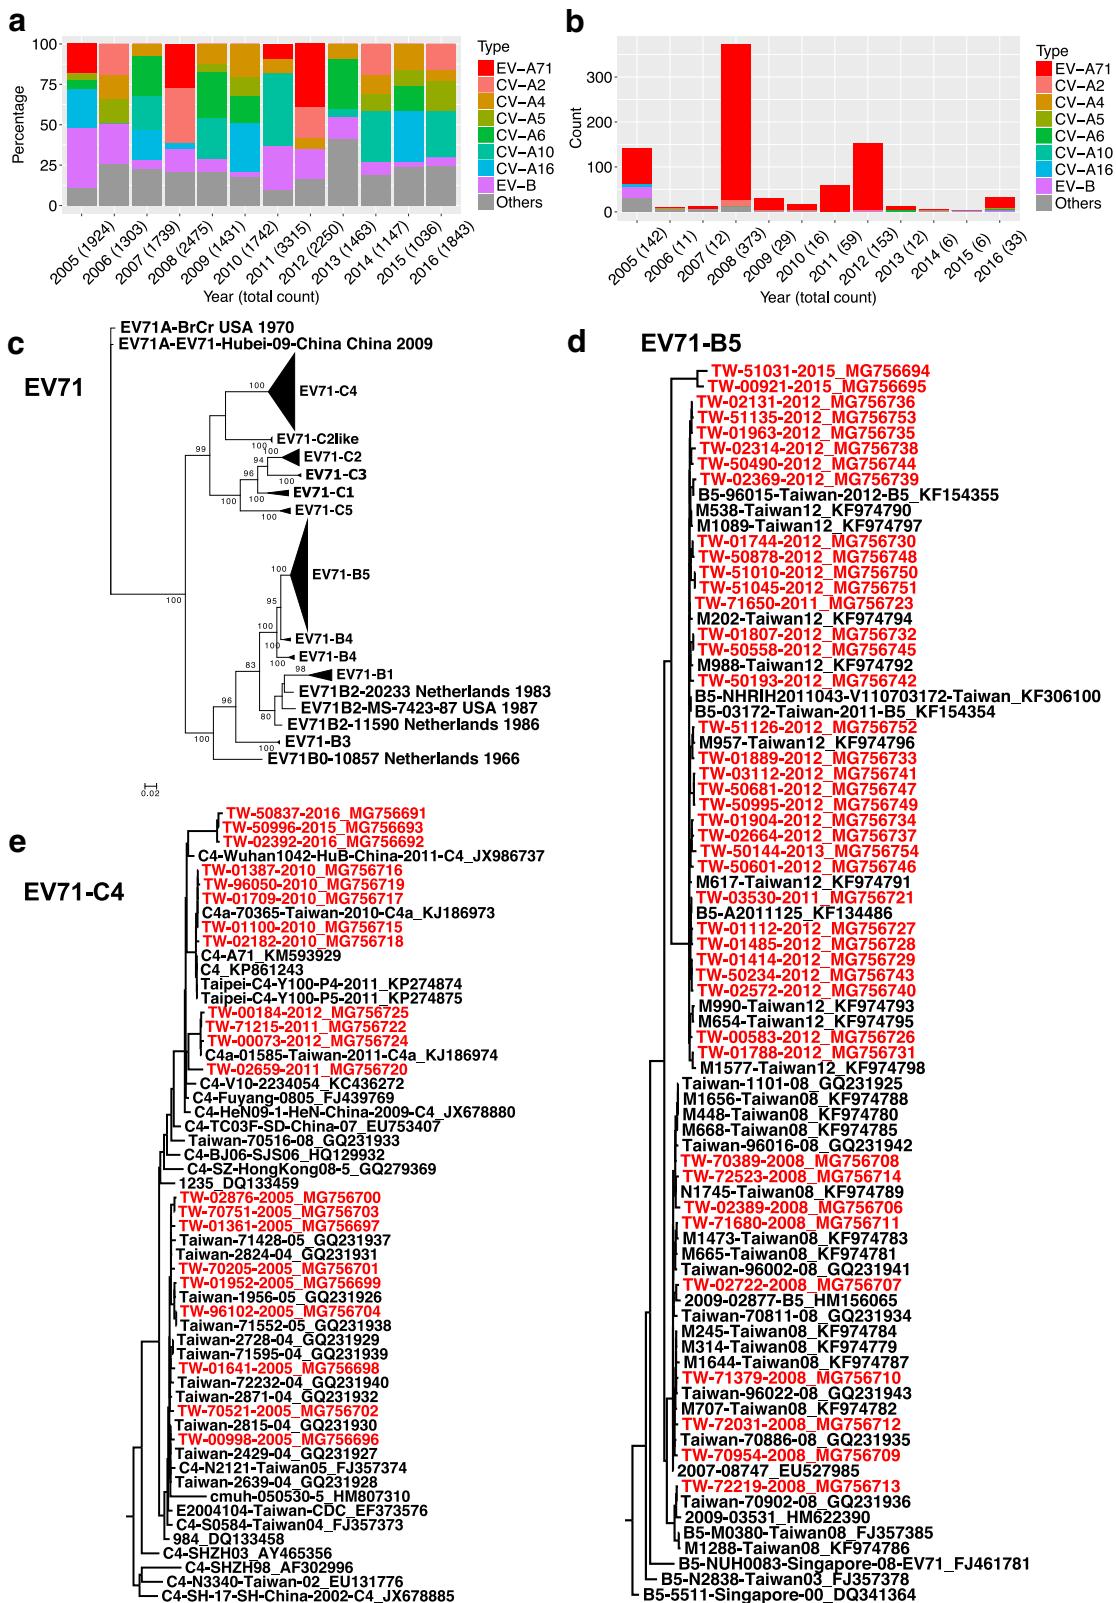 a
100
75
50
25
0
Percentage
2005 (1924)
2006 (1303)
2007 (1739)
2008 (2475)
2009 (1431)
2010 (1742)
2011 (3315)
2012 (2250)
2013 (1463)
2014 (1147)
2015 (1036)
2016 (1843)
Year (total count)
Type
EV−A71
CV−A2
CV−A4
CV−A5
CV−A6
CV−A10
CV−A16
EV−B
Others
b
300
200
100
0
Count
2005 (142)
2006 (11)
2007 (12)
2008 (373)
2009 (29)
2010 (16)
2011 (59)
2012 (153)
2013 (12)
2014 (6)
2015 (6)
2016 (33)
Year (total count)
Type
EV−A71
CV−A2
CV−A4
CV−A5
CV−A6
CV−A10
CV−A16
EV−B
Others
c
EV71
EV71A-BrCr USA 1970
EV71A-EV71-Hubei-09-China China 2009
100
EV71-C4
99
EV71-C2like
100
94
EV71-C2
100
96
EV71-C3
100
EV71-C1
100
100
EV71-C5
100
100
100
EV71-B5
95
100
EV71-B4
100
EV71-B4
100
83
98
EV71-B1
EV71B2-20233 Netherlands 1983
EV71B2-MS-7423-87 USA 1987
80
EV71B2-11590 Netherlands 1986
96
EV71-B3
100
100
EV71B0-10857 Netherlands 1966
0.02
d
EV71-B5
TW-51031-2015_MG756694
TW-00921-2015_MG756695
TW-02131-2012_MG756736
TW-51135-2012_MG756753
TW-01963-2012_MG756735
TW-02314-2012_MG756738
TW-50490-2012_MG756744
TW-02369-2012_MG756739
B5-96015-Taiwan-2012-B5_KF154355
M538-Taiwan12_KF974790
M1089-Taiwan12_KF974797
TW-01744-2012_MG756730
TW-50878-2012_MG756748
TW-51010-2012_MG756750
TW-51045-2012_MG756751
TW-71650-2011_MG756723
M202-Taiwan12_KF974794
TW-01807-2012_MG756732
TW-50558-2012_MG756745
M988-Taiwan12_KF974792
TW-50193-2012_MG756742
B5-NHRIH2011043-V110703172-Taiwan_KF306100
B5-03172-Taiwan-2011-B5_KF154354
TW-51126-2012_MG756752
M957-Taiwan12_KF974796
TW-01889-2012_MG756733
TW-03112-2012_MG756741
TW-50681-2012_MG756747
TW-50995-2012_MG756749
TW-01904-2012_MG756734
TW-02664-2012_MG756737
TW-50144-2013_MG756754
TW-50601-2012_MG756746
M617-Taiwan12_KF974791
TW-03530-2011_MG756721
B5-A2011125_KF134486
TW-01112-2012_MG756727
TW-01485-2012_MG756728
TW-01414-2012_MG756729
TW-50234-2012_MG756743
TW-02572-2012_MG756740
M990-Taiwan12_KF974793
M654-Taiwan12_KF974795
TW-00583-2012_MG756726
TW-01788-2012_MG756731
M1577-Taiwan12_KF974798
Taiwan-1101-08_GQ231925
M1656-Taiwan08_KF974788
M448-Taiwan08_KF974780
M668-Taiwan08_KF974785
Taiwan-96016-08_GQ231942
TW-70389-2008_MG756708
TW-72523-2008_MG756714
N1745-Taiwan08_KF974789
TW-02389-2008_MG756706
TW-71680-2008_MG756711
M1473-Taiwan08_KF974783
M665-Taiwan08_KF974781
Taiwan-96002-08_GQ231941
TW-02722-2008_MG756707
2009-02877-B5_HM156065
Taiwan-70811-08_GQ231934
M245-Taiwan08_KF974784
M314-Taiwan08_KF974779
M1644-Taiwan08_KF974787
TW-71379-2008_MG756710
Taiwan-96022-08_GQ231943
M707-Taiwan08_KF974782
TW-72031-2008_MG756712
Taiwan-70886-08_GQ231935
TW-70954-2008_MG756709
2007-08747_EU527985
TW-72219-2008_MG756713
Taiwan-70902-08_GQ231936
2009-03531_HM622390
B5-M0380-Taiwan08_FJ357385
M1288-Taiwan08_KF974786
B5-NUH0083-Singapore-08-EV71_FJ461781
B5-N2838-Taiwan03_FJ357378
B5-5511-Singapore-00_DQ341364
e
EV71-C4
TW-50837-2016_MG756691
TW-50996-2015_MG756693
TW-02392-2016_MG756692
C4-Wuhan1042-HuB-China-2011-C4_JX986737
TW-01387-2010_MG756716
TW-96050-2010_MG756719
TW-01709-2010_MG756717
C4a-70365-Taiwan-2010-C4a_KJ186973
TW-01100-2010_MG756715
TW-02182-2010_MG756718
C4-A71_KM593929
C4_KP861243
Taipei-C4-Y100-P4-2011_KP274874
Taipei-C4-Y100-P5-2011_KP274875
TW-00184-2012_MG756725
TW-71215-2011_MG756722
TW-00073-2012_MG756724
C4a-01585-Taiwan-2011-C4a_KJ186974
TW-02659-2011_MG756720
C4-V10-2234054_KC436272
C4-Fuyang-0805_FJ439769
C4-HeN09-1-HeN-China-2009-C4_JX678880
C4-TC03F-SD-China-07_EU753407
Taiwan-70516-08_GQ231933
C4-BJ06-SJS06_HQ129932
C4-SZ-HongKong08-5_GQ279369
1235_DQ133459
TW-02876-2005_MG756700
TW-70751-2005_MG756703
TW-01361-2005_MG756697
Taiwan-71428-05_GQ231937
Taiwan-2824-04_GQ231931
TW-70205-2005_MG756701
TW-01952-2005_MG756699
Taiwan-1956-05_GQ231926
TW-96102-2005_MG756704
Taiwan-71552-05_GQ231938
Taiwan-2728-04_GQ231929
Taiwan-71595-04_GQ231939
TW-01641-2005_MG756698
Taiwan-72232-04_GQ231940
Taiwan-2871-04_GQ231932
TW-70521-2005_MG756702
Taiwan-2815-04_GQ231930
TW-00998-2005_MG756696
Taiwan-2429-04_GQ231927
C4-N2121-Taiwan05_FJ357374
Taiwan-2639-04_GQ231928
cmuh-050530-5_HM807310
E2004104-Taiwan-CDC_EF373576
C4-S0584-Taiwan04_FJ357373
984_DQ133458
C4-SHZH03_AY465356
C4-SHZH98_AF302996
C4-N3340-Taiwan-02_EU131776
C4-SH-17-SH-China-2002-C4_JX678885